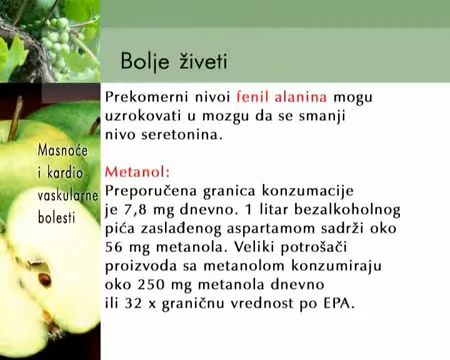 Bolje živeti
Masnoće
i kardio
vaskularne
bolesti
Prekomerni nivoi fenil alanina mogu
uzrokovati u mozgu da se smanji
nivo seretonina.
Metanol:
Preporučena granica konzumacije
je 7,8 mg dnevno. 1 litar bezalkoholnog
pića zaslađenog aspartamom sadrži oko
56 mg metanola. Veliki potrošači
proizvoda sa metanolom konzumiraju
oko 250 mg metanola dnevno
ili 32 x graničnu vrednost po EPA.